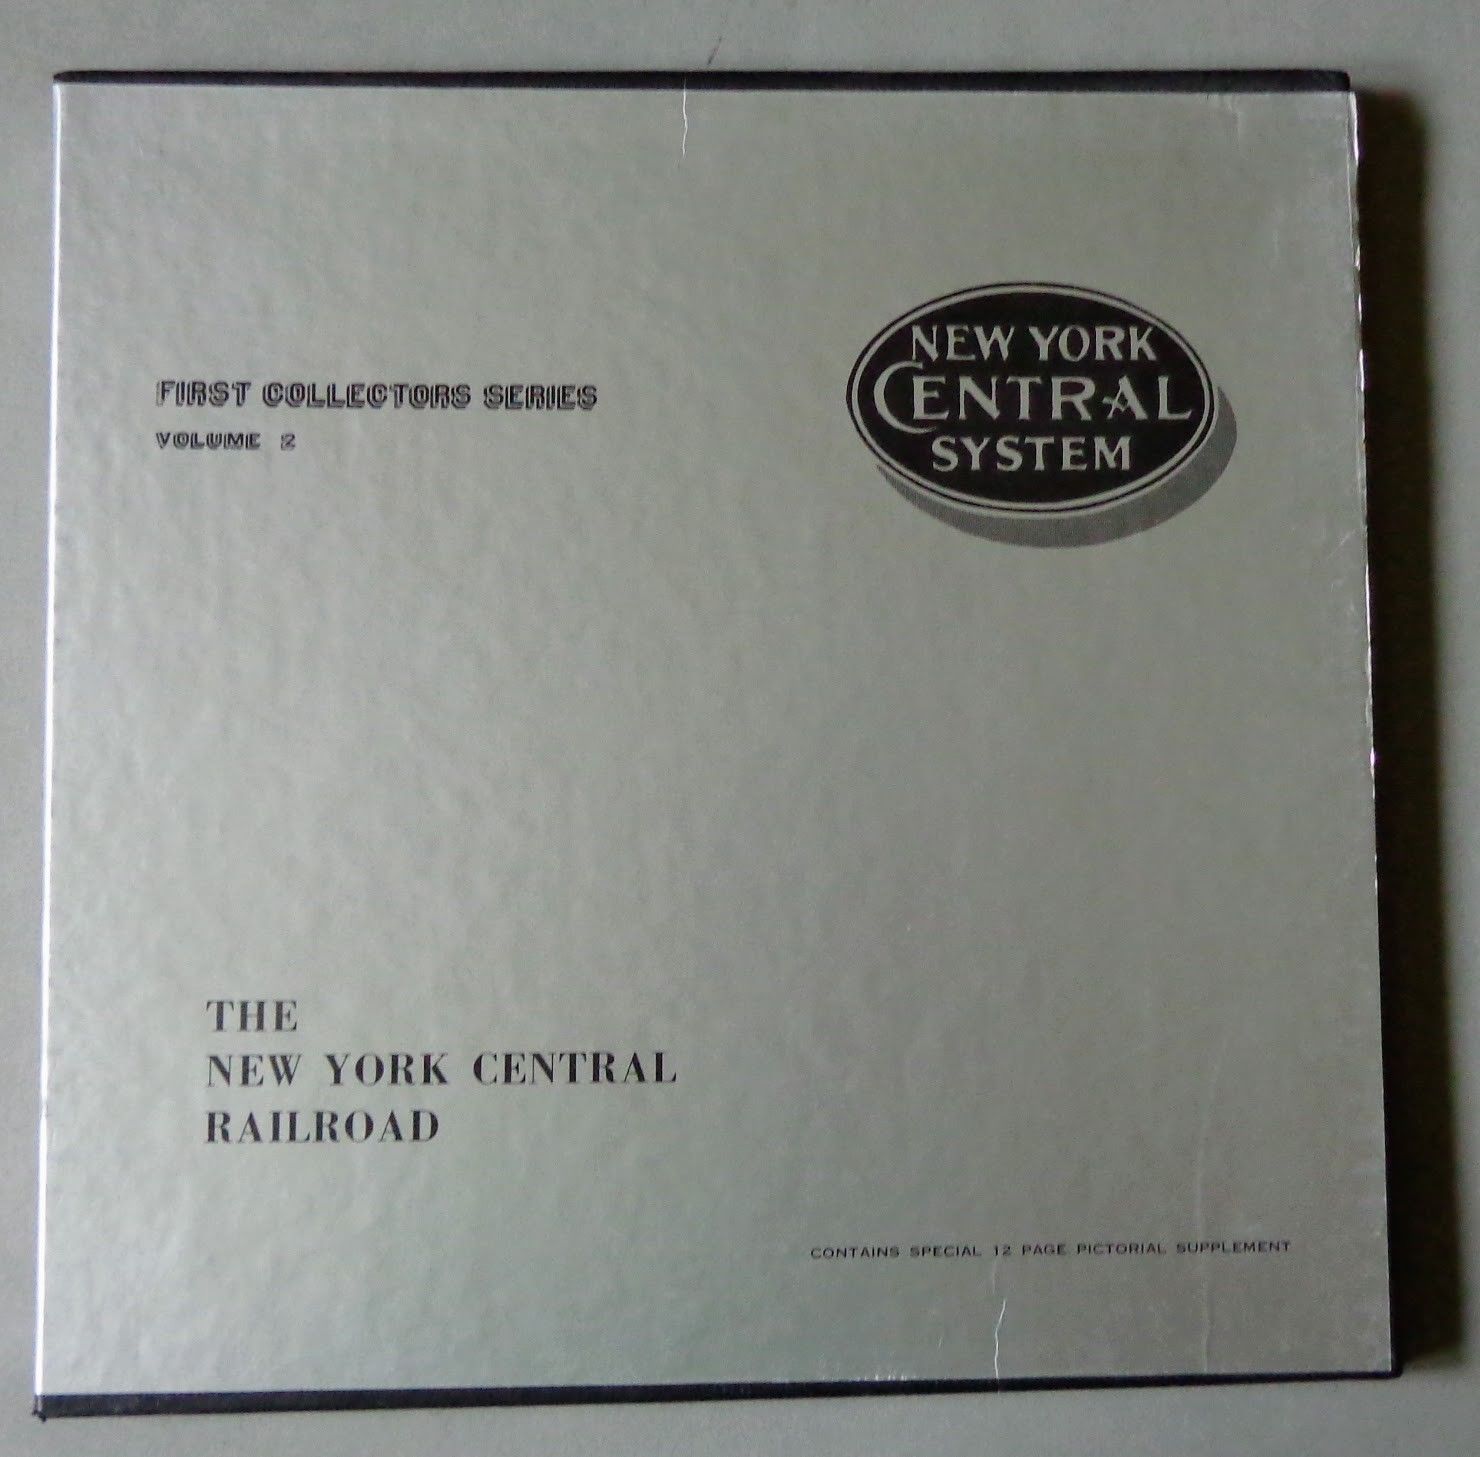 NEW YORK
CENTRAL
SYSTEM
FIRST COLLECTORS SERIES
VOLUME 2
THE
NEW YORK CENTRAL
RAILROAD
CONTAINS SPECIAL 12 PAGE PICTORIAL SUPPLEMENT